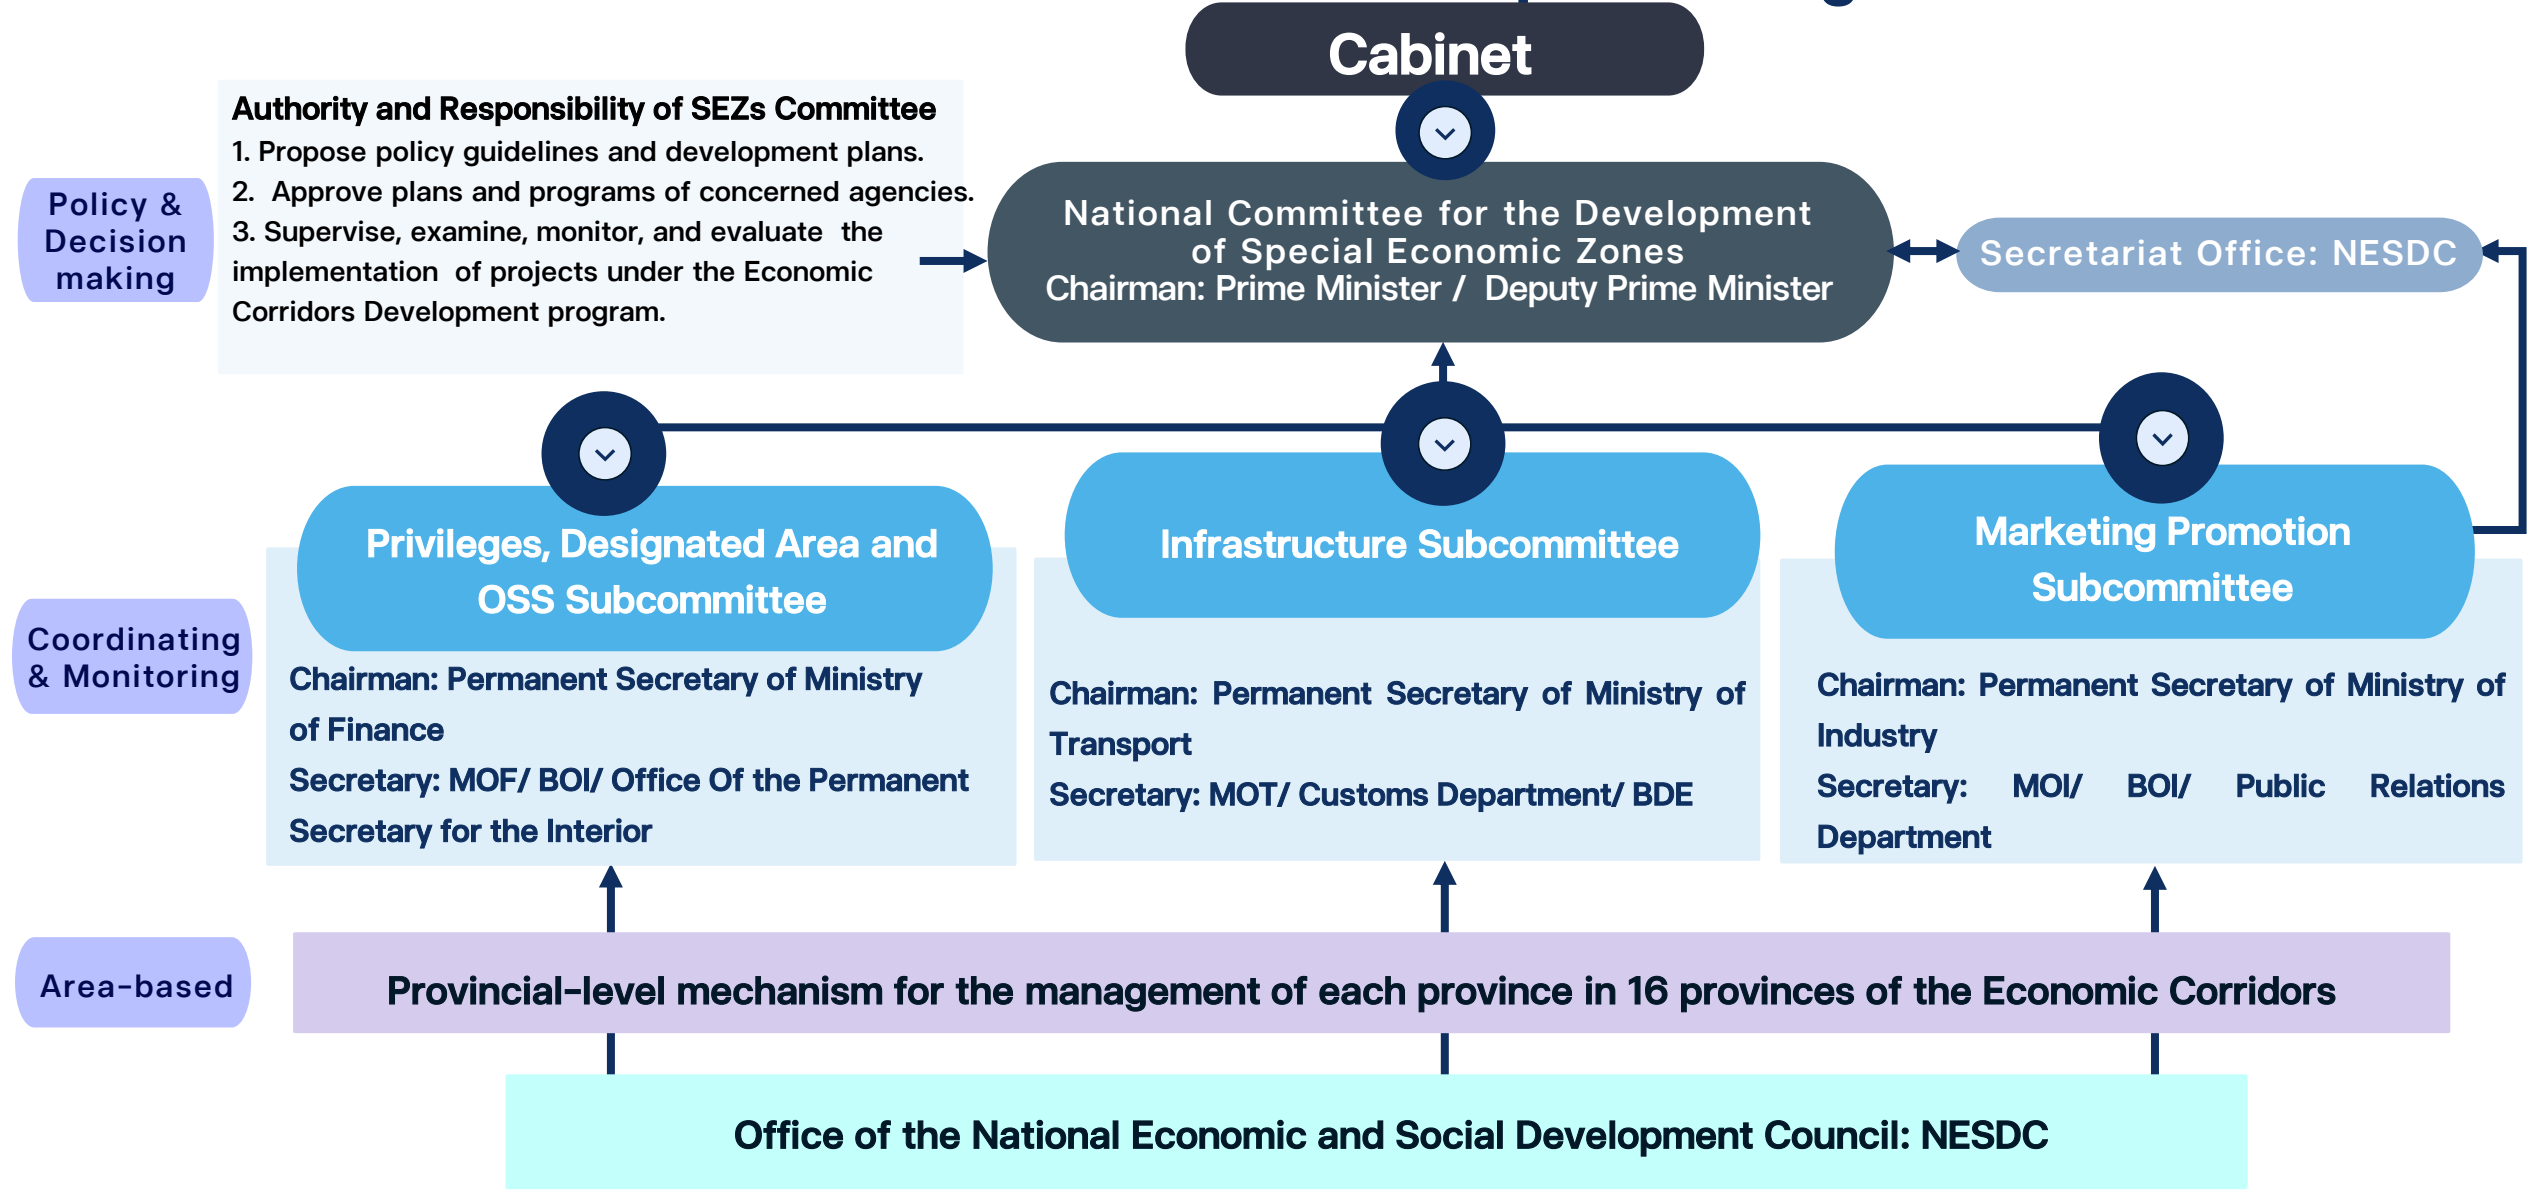 Cabinet
Authority and Responsibility of SEZs Committee
1. Propose policy guidelines and development plans.
2. Approve plans and programs of concerned agencies.
3. Supervise, examine, monitor, and evaluate the
implementation of projects under the Economic
Corridors Development program.
Policy &
Decision
making
National Committee for the Development
of Special Economic Zones
Chairman: Prime Minister / Deputy Prime Minister
Secretariat Office: NESDC
Privileges, Designated Area and
OSS Subcommittee
Infrastructure Subcommittee
Marketing Promotion
Subcommittee
Coordinating
& Monitoring
Chairman: Permanent Secretary of Ministry
of Finance
Secretary: MOF/ BOI/ Office Of the Permanent
Secretary for the Interior
Chairman: Permanent Secretary of Ministry of
Transport
Secretary: MOT/ Customs Department/ BDE
Chairman: Permanent Secretary of Ministry of
Industry
Secretary: MOI/ BOI/ Public Relations
Department
Area-based
Provincial-level mechanism for the management of each province in 16 provinces of the Economic Corridors
Office of the National Economic and Social Development Council: NESDC